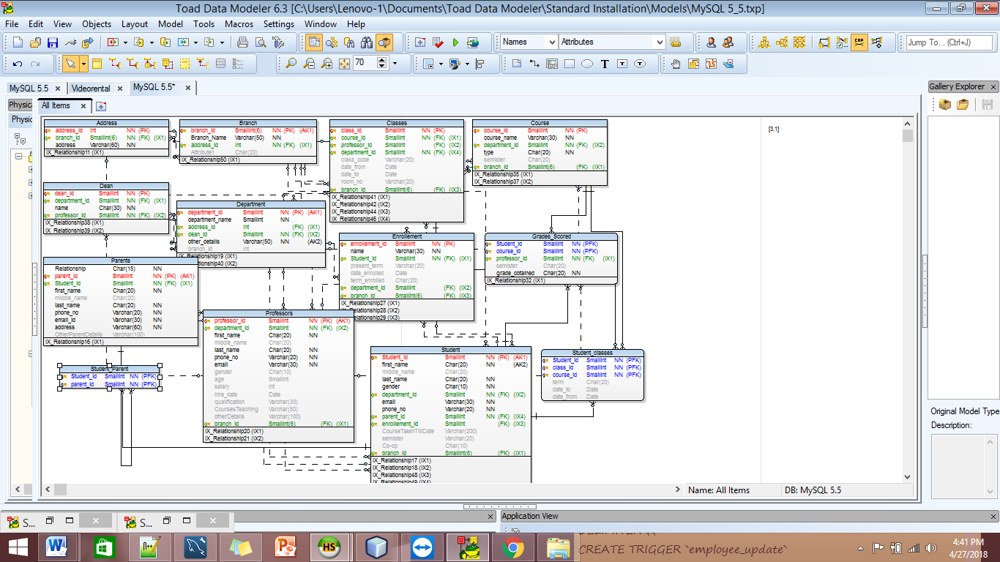 Toad Data Modeler 6.3 [C:\Users\Lenovo-1\Documents\Toad Data Modeler\Standard Installation\Models\MySQL 5_5.txp]
File Edit View Objects Layout Model Tools Macros Settings Window Help
Names Attributes Jump To... (Ctrl+J)
70
MySQL 5.5 Videorental MySQL 5.5* Gallery Explorer
Physica All Items
Physic
[3,1]
Address
address_id Int NN (PK)
branch_id SmallInt(6) NN (FK) (IX1)
address Varchar(60) NN
IX_Relationship11 (IX1)
Branch
branch_id SmallInt(6) NN (PK) (AK1)
Branch_Name Varchar(50) NN
address_id Int NN (FK) (IX1)
Attribute1 Char(20)
IX_Relationship50 (IX1)
Classes
class_id SmallInt NN (PK)
course_id SmallInt NN (FK) (IX1)
professor_id SmallInt NN (FK) (IX2)
department_id SmallInt NN (FK) (IX4)
class_code Varchar(20)
date_from Date
date_to Date
room_no Varchar(20)
branch_id SmallInt(6) (FK) (IX3)
IX_Relationship41 (IX1)
IX_Relationship42 (IX2)
IX_Relationship44 (IX3)
IX_Relationship46 (IX4)
Course
course_id SmallInt NN (PK)
course_name Varchar(30) NN
department_id SmallInt NN (FK) (IX2)
type Char(20) NN
semister Char(20)
branch_id SmallInt(6) (FK) (IX1)
IX_Relationship35 (IX1)
IX_Relationship37 (IX2)
Dean
dean_id SmallInt NN (PK)
department_id SmallInt NN (FK) (IX1)
name Char(30) NN
professor_id SmallInt NN (FK) (IX2)
IX_Relationship38 (IX1)
IX_Relationship39 (IX2)
Department
department_id SmallInt NN (PK) (AK1)
department_name SmallInt NN
address_id Int (FK) (IX1)
dean_id SmallInt (FK) (IX2)
other_details Varchar(50) NN (AK2)
branch_id Int
IX_Relationship19 (IX1)
lationship40 (IX2)
Enrollement
enrollement_id SmallInt NN (PK)
name Varchar(30) NN
Student_id SmallInt NN (FK) (IX1)
present_term Varchar(20)
date_enrolled Date
term_enrolled Char(20)
department_id SmallInt (FK) (IX2)
branch_id SmallInt(6) (FK) (IX3)
IX_Relationship27 (IX1)
IX_Relationship28 (IX2)
lationship29 (IX3)
Grades_Scored
Student_id SmallInt NN (PFK)
course_id SmallInt NN (PFK)
professor_id SmallInt NN (FK) (IX1)
semister Char(20)
grade_obtained Char(20) NN
IX_Relationship32 (IX1)
Parents
Relationship Char(15) NN
parent_id SmallInt NN (PK) (AK1)
Student_id SmallInt NN (FK) (IX1)
first_name Char(20) NN
middle_name Char(20)
last_name Char(20) NN
phone_no Varchar(20) NN
email_id Varchar(30) NN
address Varchar(60) NN
OtherParentDetails Varchar(100)
IX_Relationship16 (IX1)
Professors
professor_id SmallInt NN (PK) (AK1)
department_id SmallInt NN (FK) (IX2)
first_name Char(20) NN
middle_name Char(20)
last_name Char(20) NN
phone_no Varchar(20) NN
email Varchar(30) NN
gender Char(10)
age SmallInt
salary Int
hire_date Date
qualification Varchar(30)
CoursesTeaching Varchar(50)
otherDetails Varchar(100)
branch_id SmallInt(6) (FK) (IX1)
IX_Relationship20 (IX1)
IX_Relationship21 (IX2)
Student
Student_id SmallInt NN (PK) (AK1)
first_name Char(20) NN (AK2)
middle_name Char(20)
last_name Char(20) NN
gender Char(10) NN
department_id SmallInt NN (FK) (IX2)
email Varchar(30) NN
phone_no Varchar(20) NN
parent_id SmallInt NN (FK) (IX4)
enrollement_id SmallInt (FK) (IX3)
CourseTakenTillDate Varchar(200)
semister Varchar(20)
Co-op Char(10)
branch_id SmallInt(6) (FK) (IX1)
IX_Relationship17 (IX1)
IX_Relationship18 (IX2)
IX_Relationship48 (IX3)
IX_Relationship49 (IX4)
Student_classes
Student_id SmallInt NN (PFK)
class_id SmallInt NN (PFK)
course_id SmallInt NN (PFK)
term Char(20)
date_to Date
date_from Date
Student_Parent
Student_id SmallInt NN (PFK)
parent_id SmallInt NN (PFK)
Original Model Type
Description:
Name: All Items DB: MySQL 5.5
S... S... Application View
CREATE TRIGGER `employee_update`
4:41 PM
4/27/2018